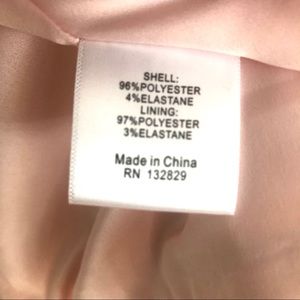 SHELL:
96%POLYESTER
4%ELASTANE
LINING:
97%POLYESTER
3%ELASTANE
Made in China
RN 132829